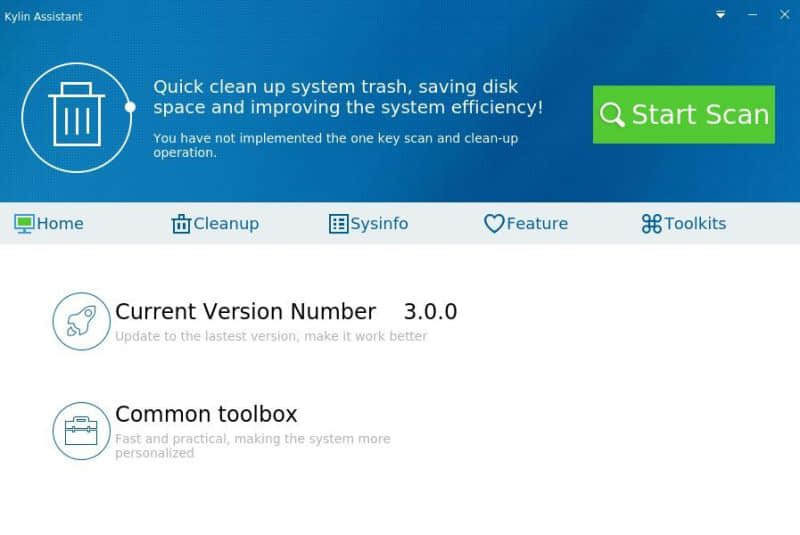 Kylin Assistant
Quick clean up system trash, saving disk
space and improving the system efficiency!
You have not implemented the one key scan and clean-up
operation.
Start Scan
Home Cleanup Sysinfo Feature Toolkits
Current Version Number 3.0.0
Update to the lastest version, make it work better
Common toolbox
Fast and practical, making the system more
personalized